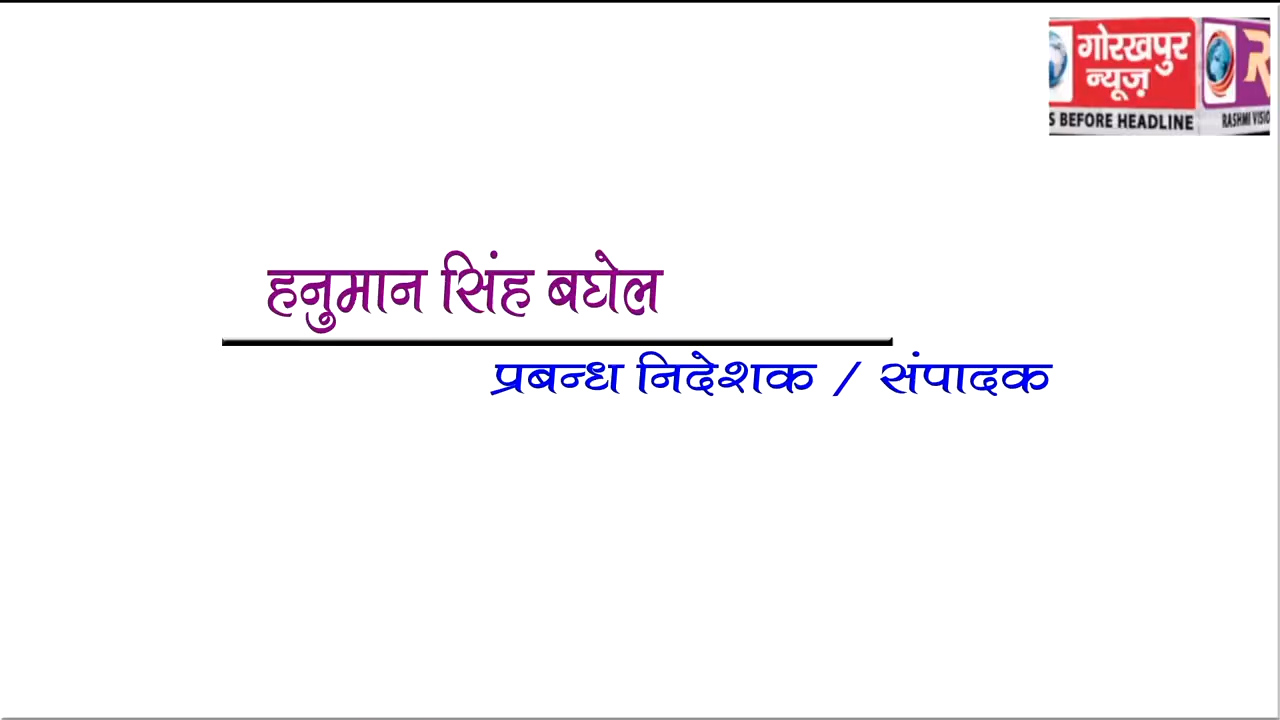 गोरखपुर
न्यूज़
S BEFORE HEADLINE
RASHMI VISIO
हनुमान सिंह बघेल
प्रबन्ध निदेशक / संपादक